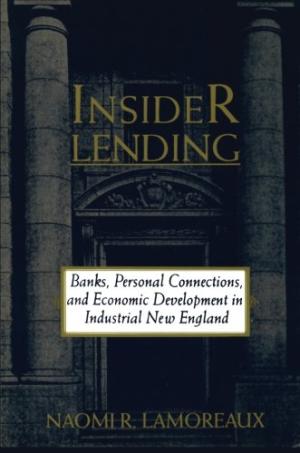 INSIDER
LENDING
Banks, Personal Connections,
and Economic Development in
Industrial New England
NAOMI R. LAMOREAUX